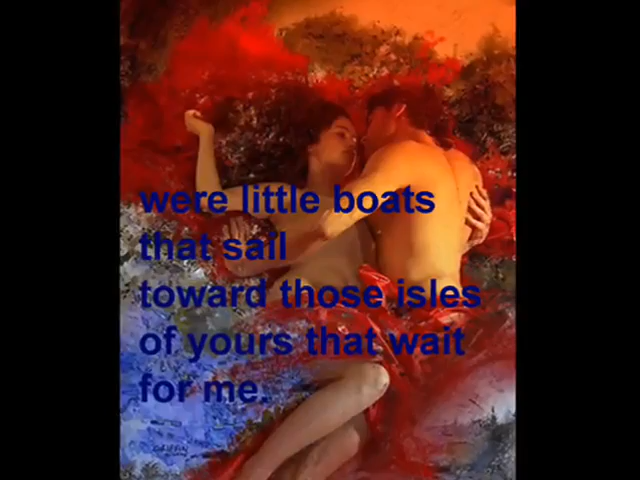 were little boats
that sail
toward those isles
of yours that wait
for me.